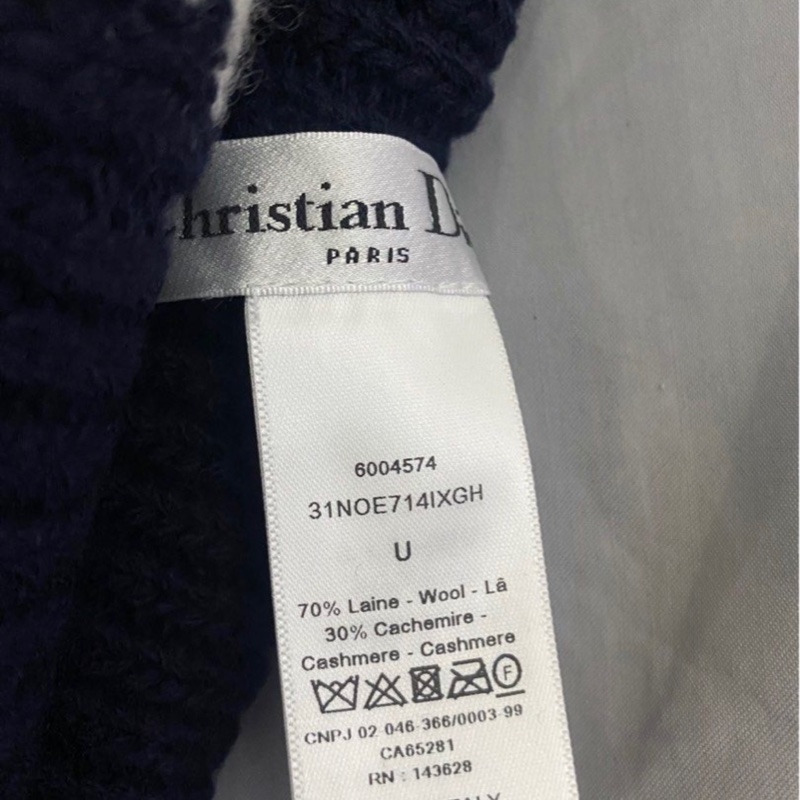 hristian D
PARIS
6004574
31NOE714IXGH
U
70% Laine - Wool - Lã
30% Cachemire -
Cashmere - Cashmere
F
CNPJ 02 046 366/0003-99
CA65281
RN : 143628